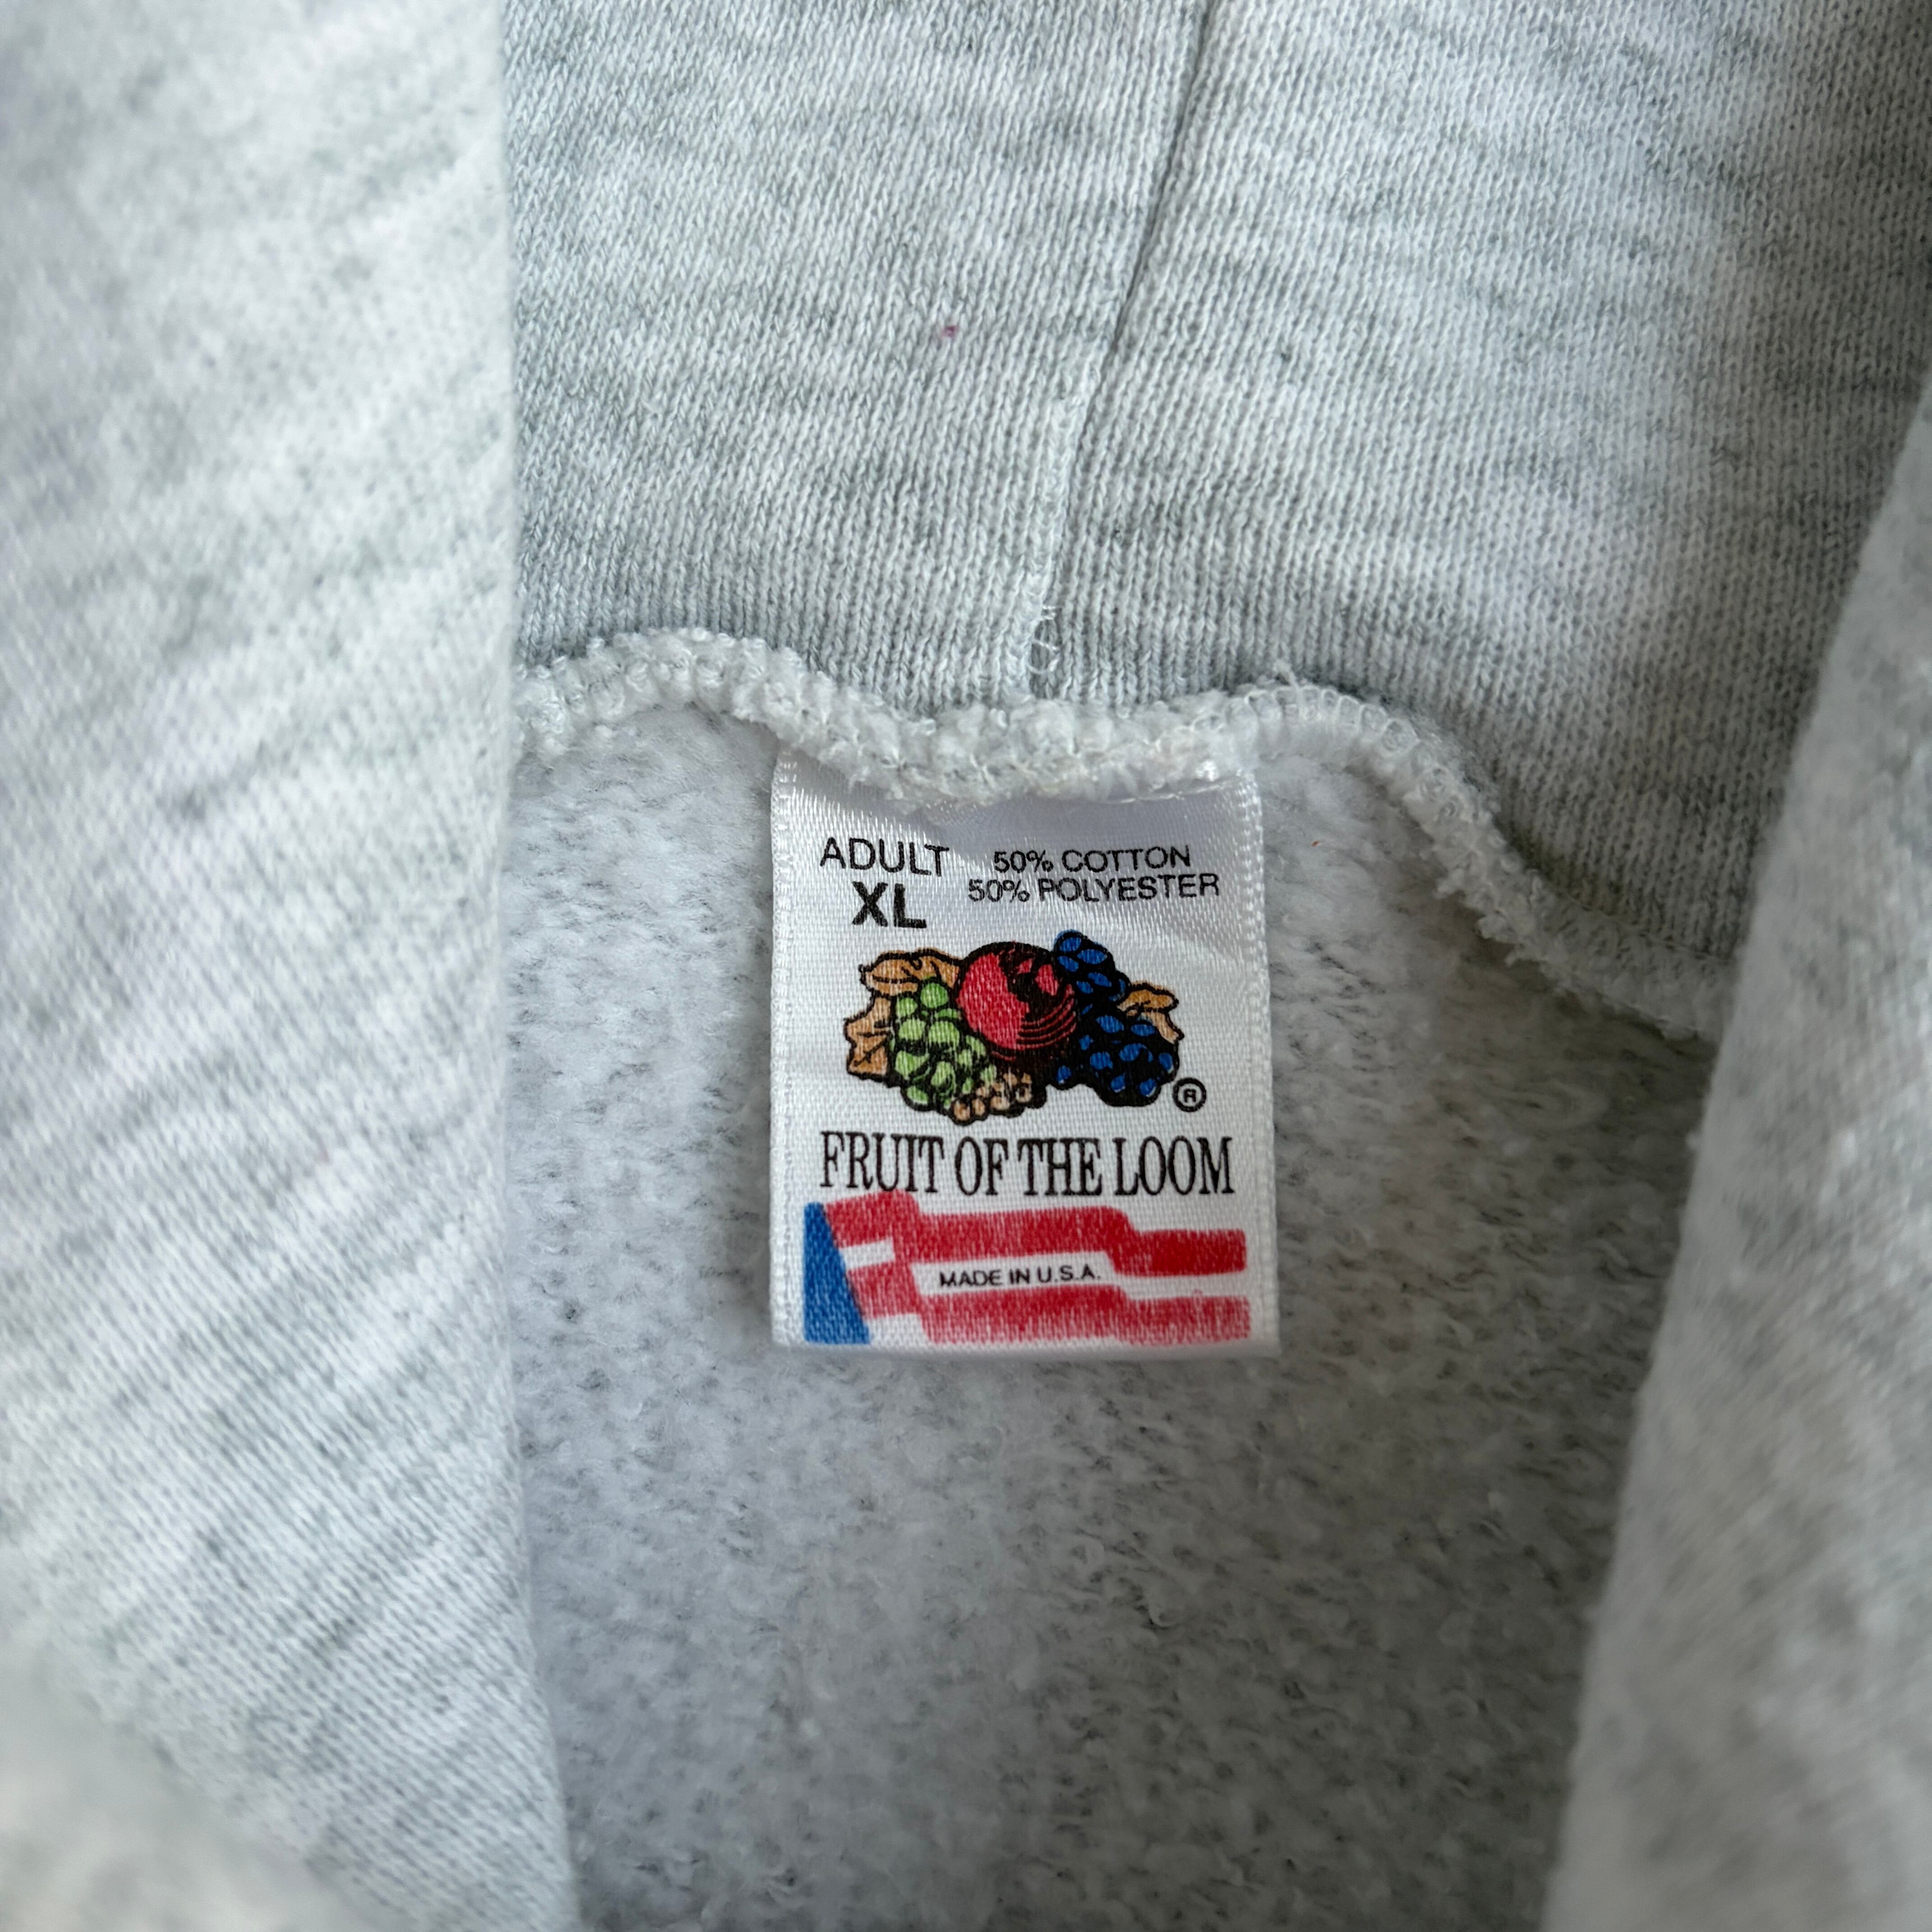 ADULT
XL
50% COTTON
50% POLYESTER
®
FRUIT OF THE LOOM
MADE IN U.S.A.